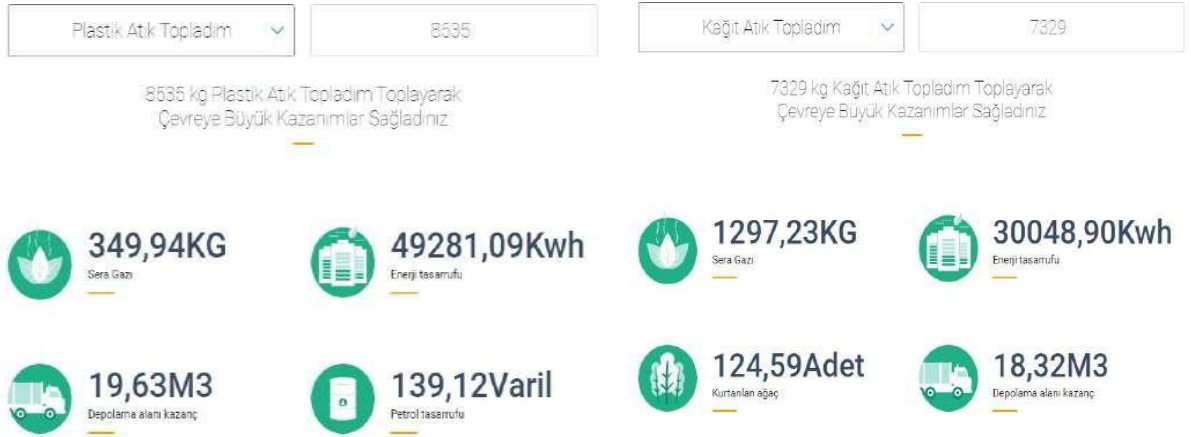 Plastik Atık Topladım
8535
8535 kg Plastik Atık Topladım Toplayarak
Çevreye Büyük Kazanımlar Sağladınız
349,94KG
Sera Gazı
49281,09Kwh
Enerji tasarrufu
19,63M3
Depolama alanı kazanç
139,12Varil
Petrol tasarrufu
Kağıt Atık Topladım
7329
7329 kg Kağıt Atık Topladım Toplayarak
Çevreye Büyük Kazanımlar Sağladınız
1297,23KG
Sera Gazı
30048,90Kwh
Enerji tasarrufu
124,59Adet
Kurtarılan ağaç
18,32M3
Depolama alanı kazanç